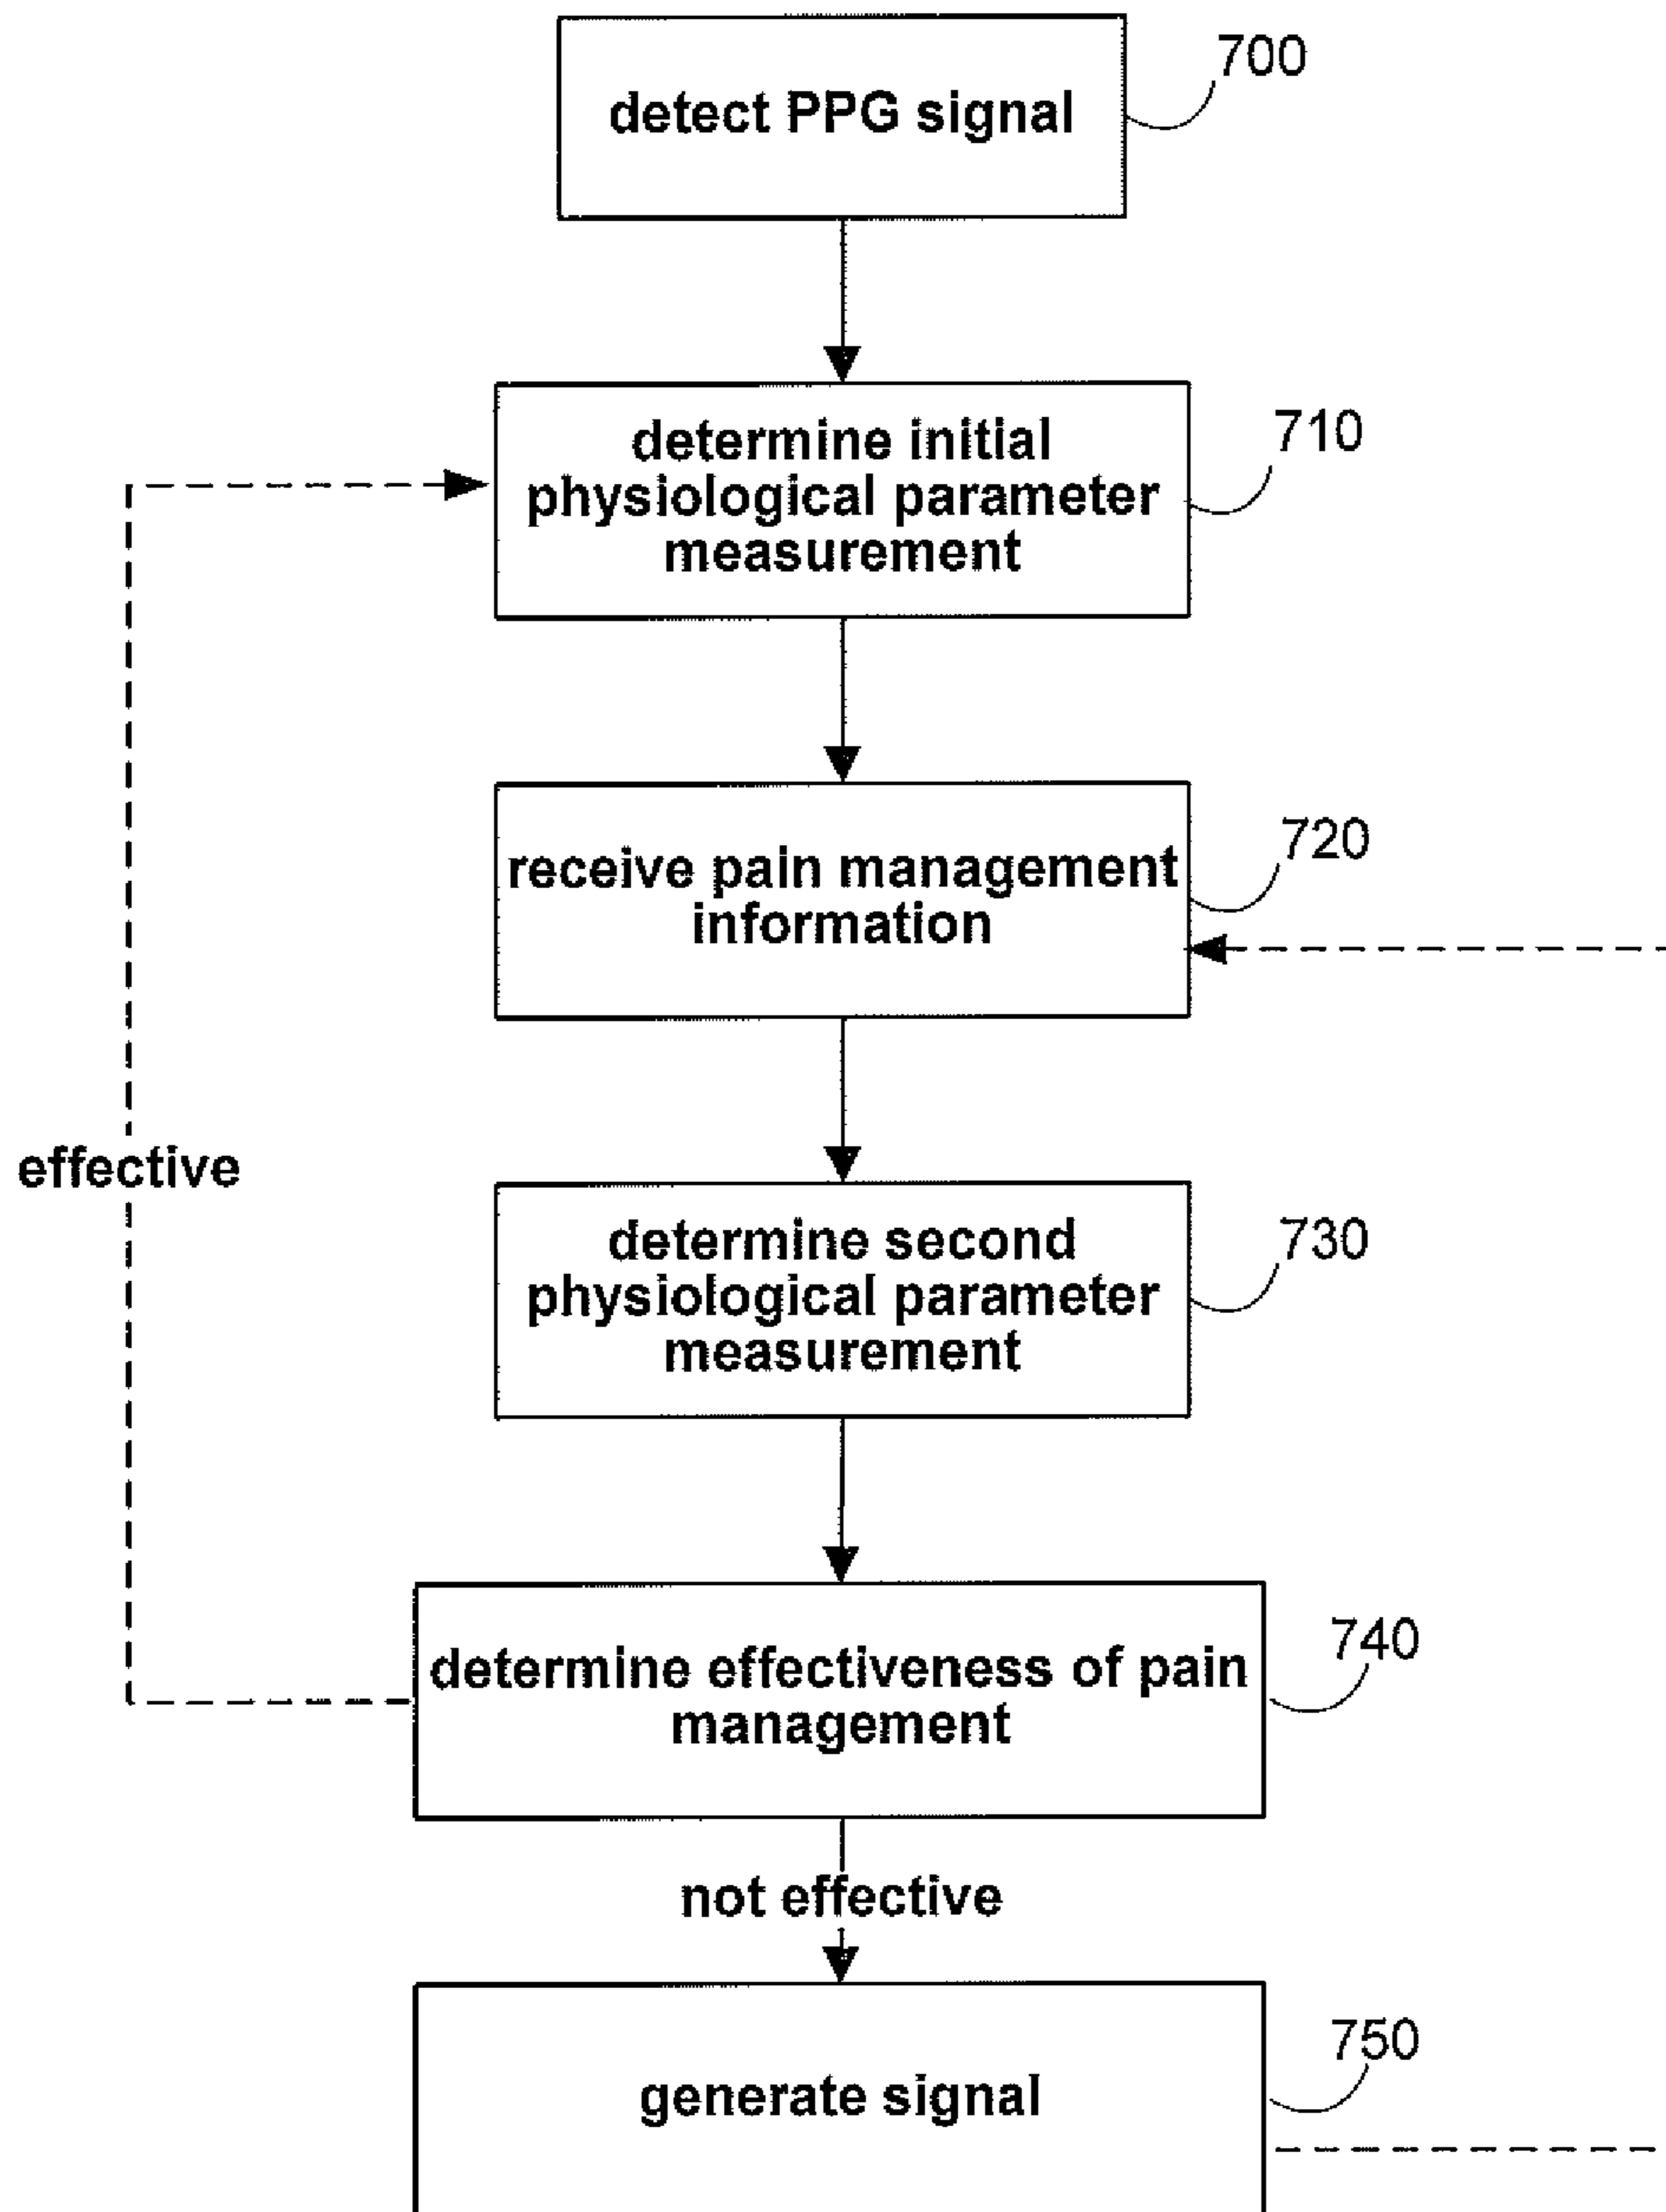 detect PPG signal
700
determine initial
physiological parameter
measurement
710
receive pain management
information
720
effective
determine second
physiological parameter
measurement
730
determine effectiveness of pain
management
740
not effective
generate signal
750